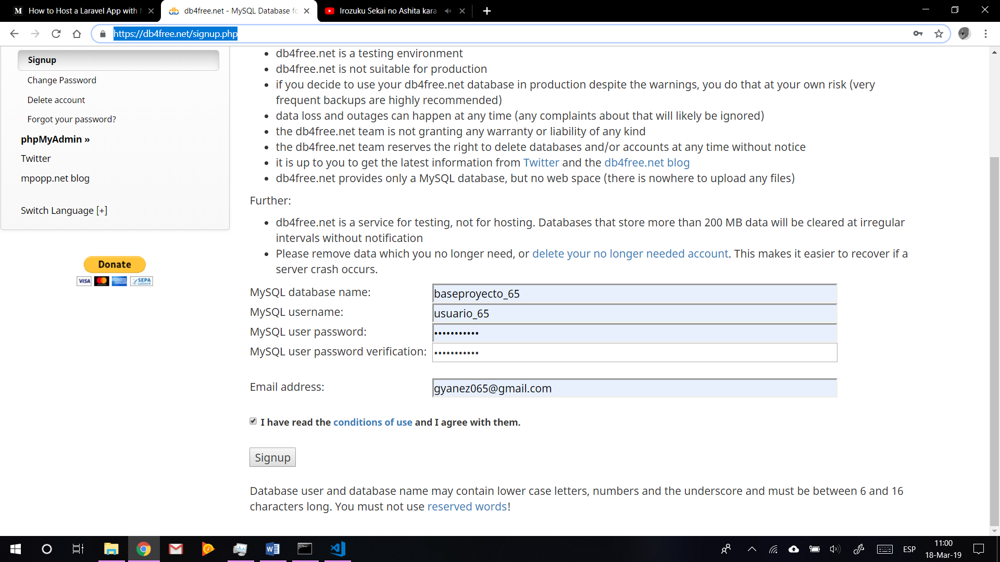 How to Host a Laravel App with
db4free.net - MySQL Database fo
Irozuku Sekai no Ashita kara
https://db4free.net/signup.php
Signup
Change Password
Delete account
Forgot your password?
phpMyAdmin »
Twitter
mpopp.net blog
Switch Language [+]
Donate
VISA
SEPA
• db4free.net is a testing environment
• db4free.net is not suitable for production
• if you decide to use your db4free.net database in production despite the warnings, you do that at your own risk (very
frequent backups are highly recommended)
• data loss and outages can happen at any time (any complaints about that will likely be ignored)
• the db4free.net team is not granting any warranty or liability of any kind
• the db4free.net team reserves the right to delete databases and/or accounts at any time without notice
• it is up to you to get the latest information from Twitter and the db4free.net blog
• db4free.net provides only a MySQL database, but no web space (there is nowhere to upload any files)
Further:
• db4free.net is a service for testing, not for hosting. Databases that store more than 200 MB data will be cleared at irregular
intervals without notification
• Please remove data which you no longer need, or delete your no longer needed account. This makes it easier to recover if a
server crash occurs.
MySQL database name: baseproyecto_65
MySQL username: usuario_65
MySQL user password: •••••••••••
MySQL user password verification: •••••••••••
Email address: gyanez065@gmail.com
I have read the conditions of use and I agree with them.
Signup
Database user and database name may contain lower case letters, numbers and the underscore and must be between 6 and 16
characters long. You must not use reserved words!
ESP
11:00
18-Mar-19